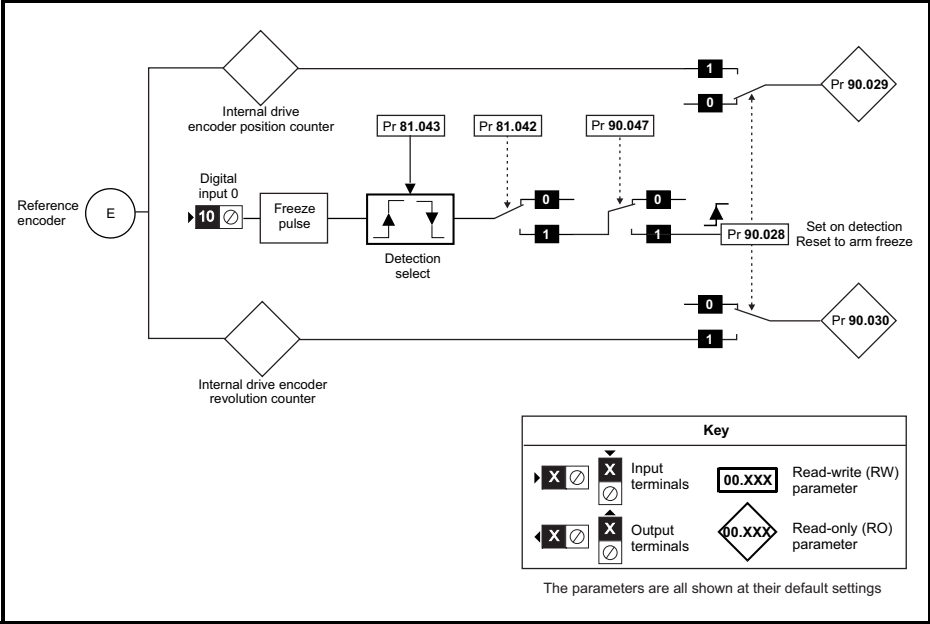 1
0
Pr 90.029
Internal drive
encoder position counter
Pr 81.043
Pr 81.042
Pr 90.047
Digital
input 0
Reference
encoder
E
10
Freeze
pulse
0
1
0
1
Detection
select
Pr 90.028
Set on detection
Reset to arm freeze
0
1
Pr 90.030
Internal drive encoder
revolution counter
Key
X
X
Input
terminals
00.XXX
Read-write (RW)
parameter
X
X
Output
terminals
00.XXX
Read-only (RO)
parameter
The parameters are all shown at their default settings